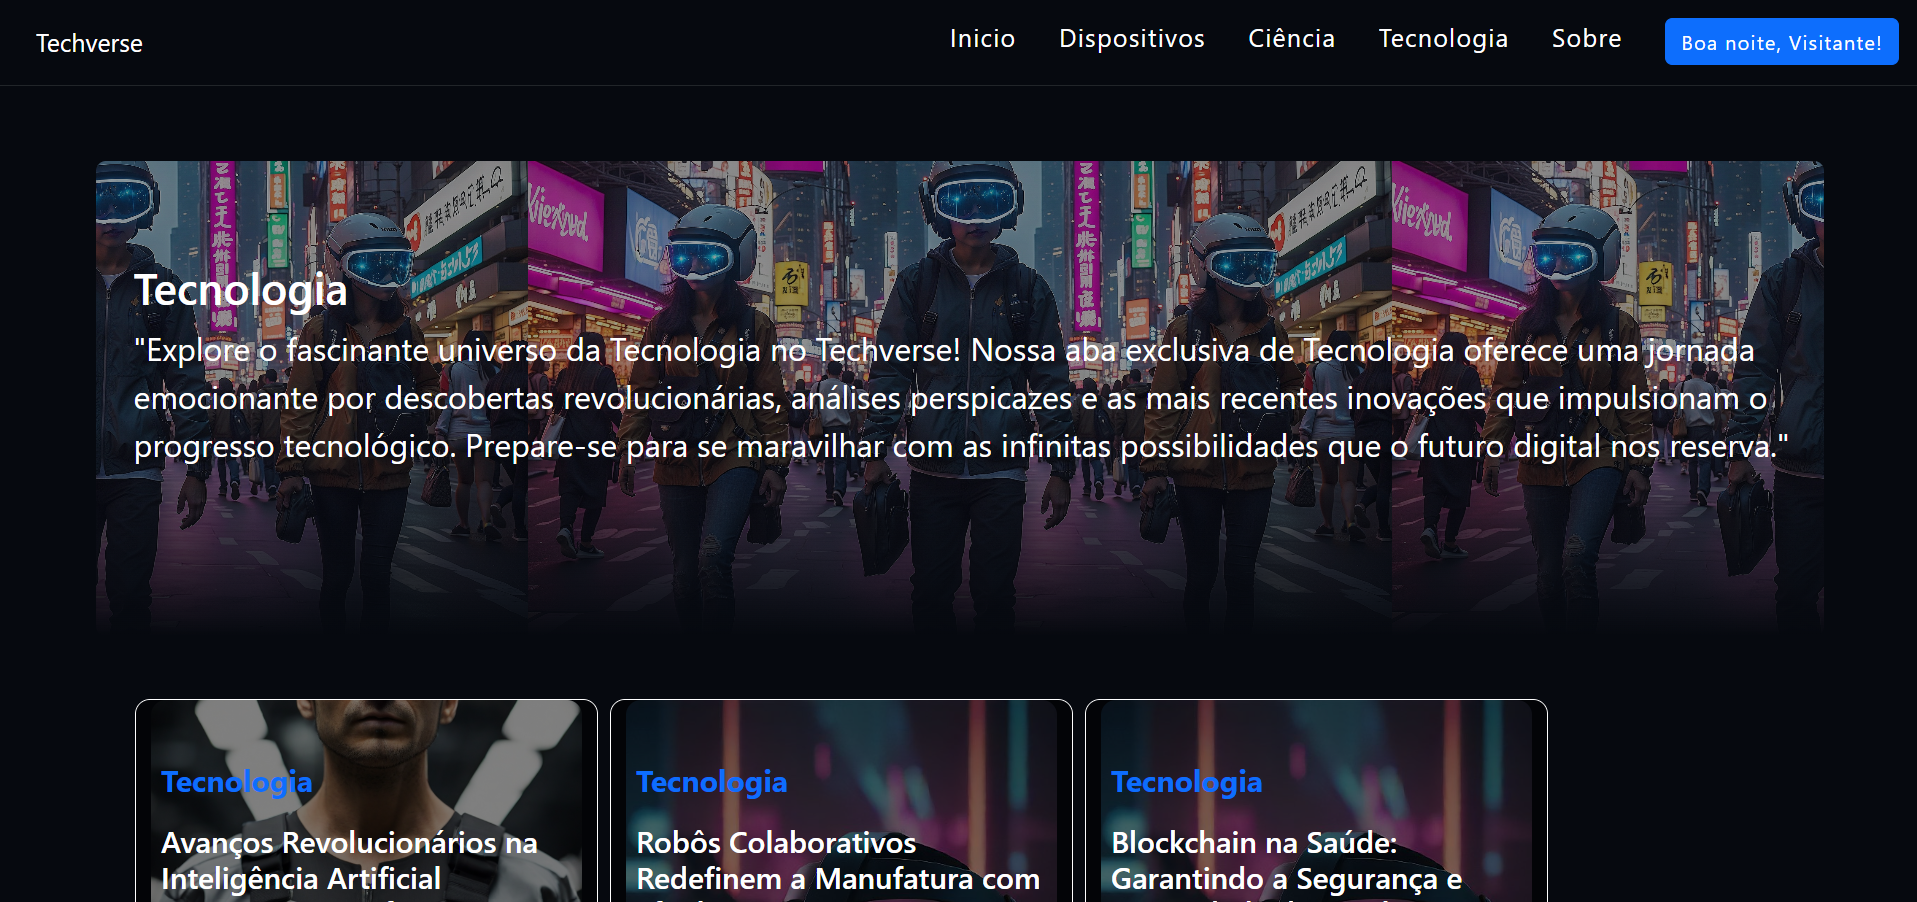 Techverse
Inicio Dispositivos Ciência Tecnologia Sobre Boa noite, Visitante!
Tecnologia
"Explore o fascinante universo da Tecnologia no Techverse! Nossa aba exclusiva de Tecnologia oferece uma jornada
emocionante por descobertas revolucionárias, análises perspicazes e as mais recentes inovações que impulsionam o
progresso tecnológico. Prepare-se para se maravilhar com as infinitas possibilidades que o futuro digital nos reserva."
Tecnologia
Avanços Revolucionários na
Inteligência Artificial
Tecnologia
Robôs Colaborativos
Redefinem a Manufatura com
Tecnologia
Blockchain na Saúde:
Garantindo a Segurança e